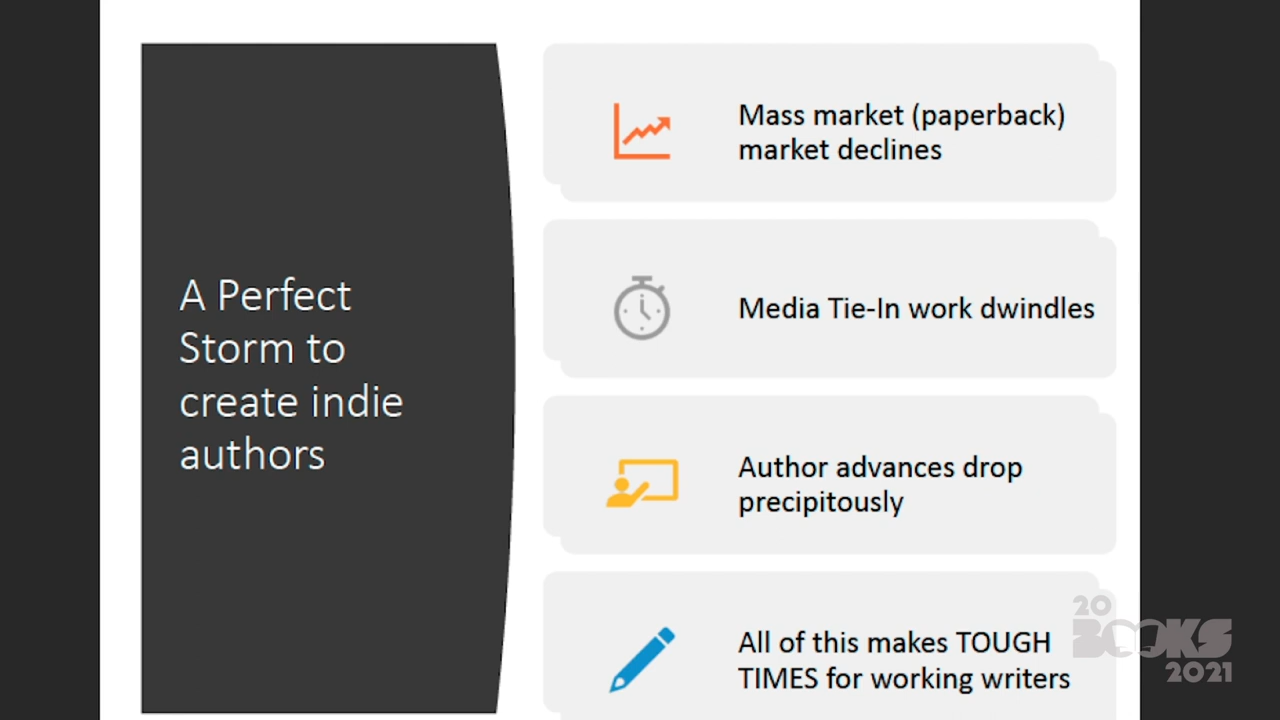 A Perfect
Storm to
create indie
authors
Mass market (paperback)
market declines
Media Tie-In work dwindles
Author advances drop
precipitously
All of this makes TOUGH
TIMES for working writers
20
BOOKS
2021